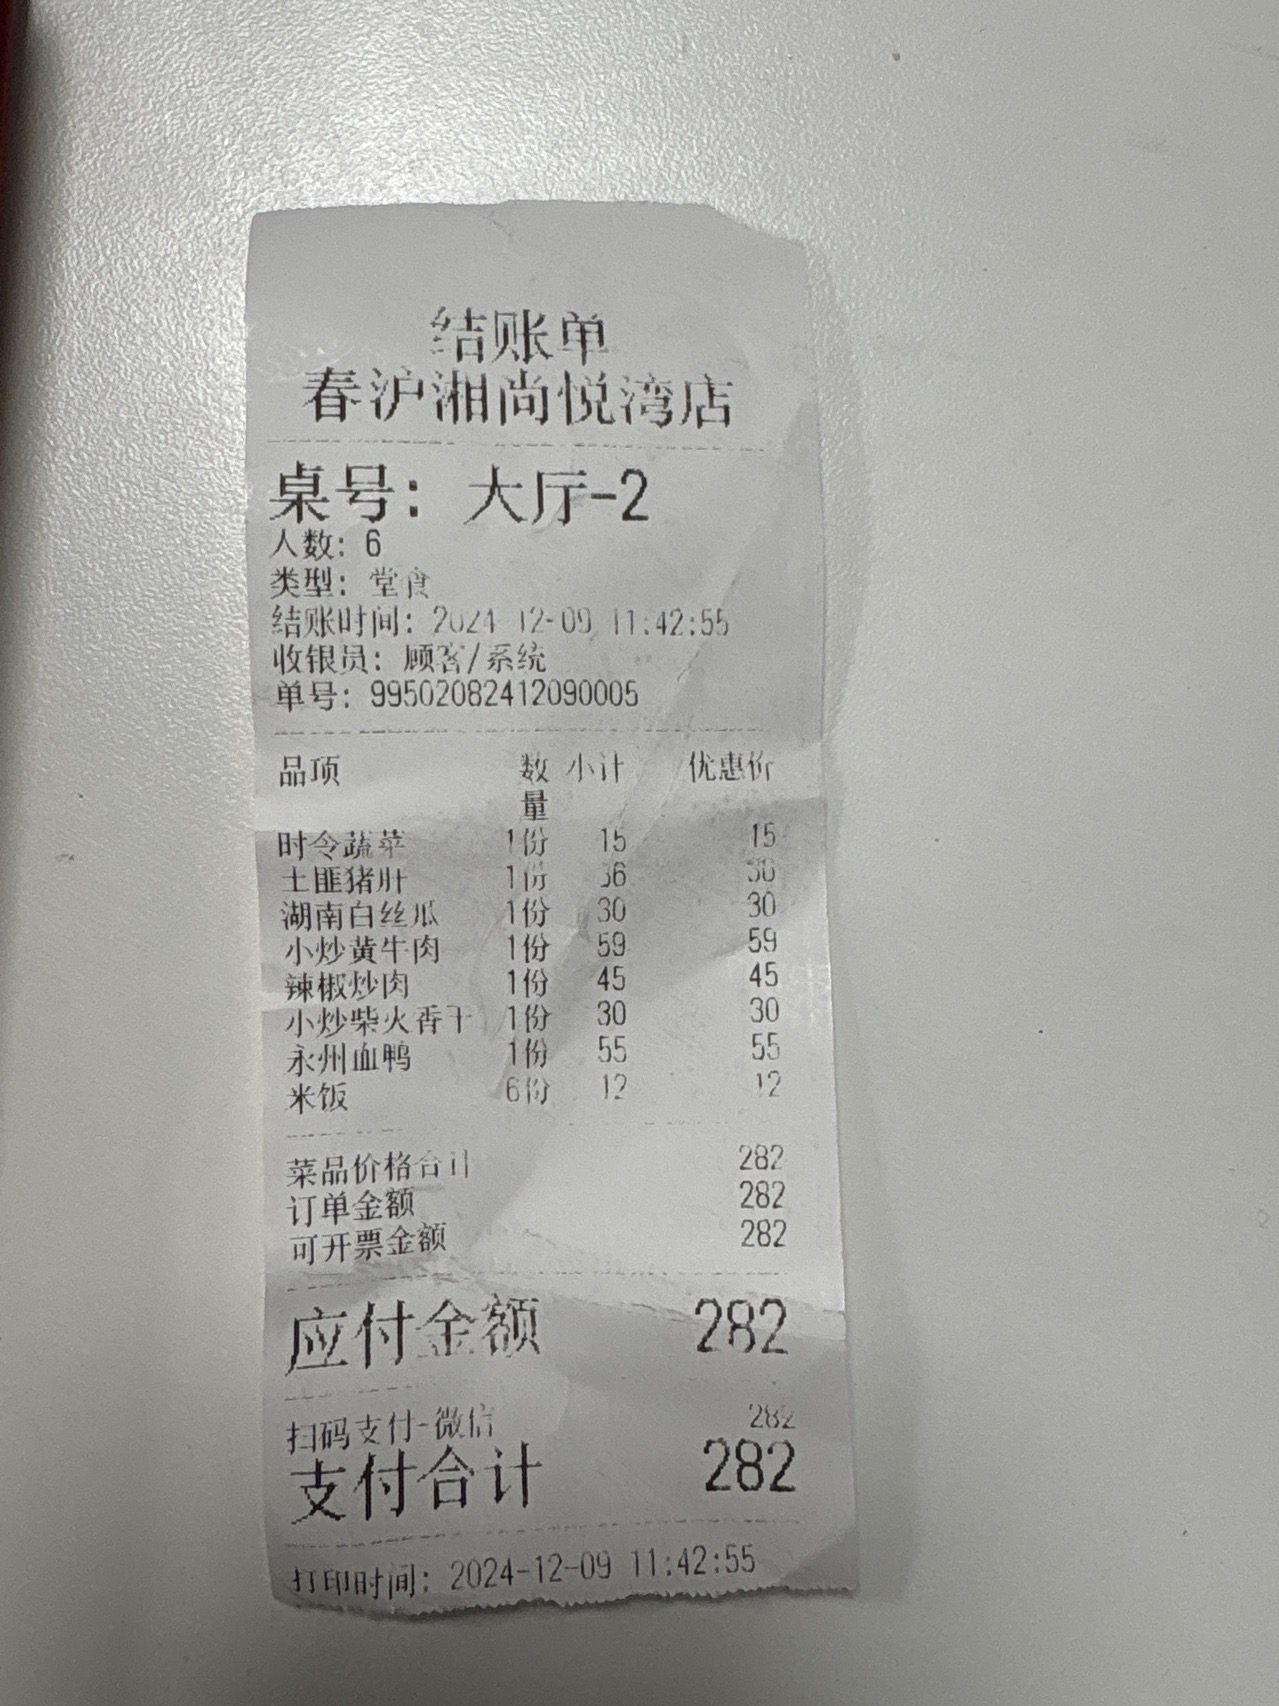 结账单
春沪湘尚悦湾店
桌号: 大厅-2
人数: 6
类型: 堂食
结账时间: 2024-12-09 11:42:55
收银员: 顾客/系统
单号: 99502082412090005
品项 数量 小计 优惠价
时令蔬菜 1份 15 15
土匪猪肝 1份 36 36
湖南白丝瓜 1份 30 30
小炒黄牛肉 1份 59 59
辣椒炒肉 1份 45 45
小炒柴火香干 1份 30 30
永州血鸭 1份 55 55
米饭 6份 12 12
菜品价格合计 282
订单金额 282
可开票金额 282
应付金额 282
扫码支付-微信 282
支付合计 282
打印时间: 2024-12-09 11:42:55